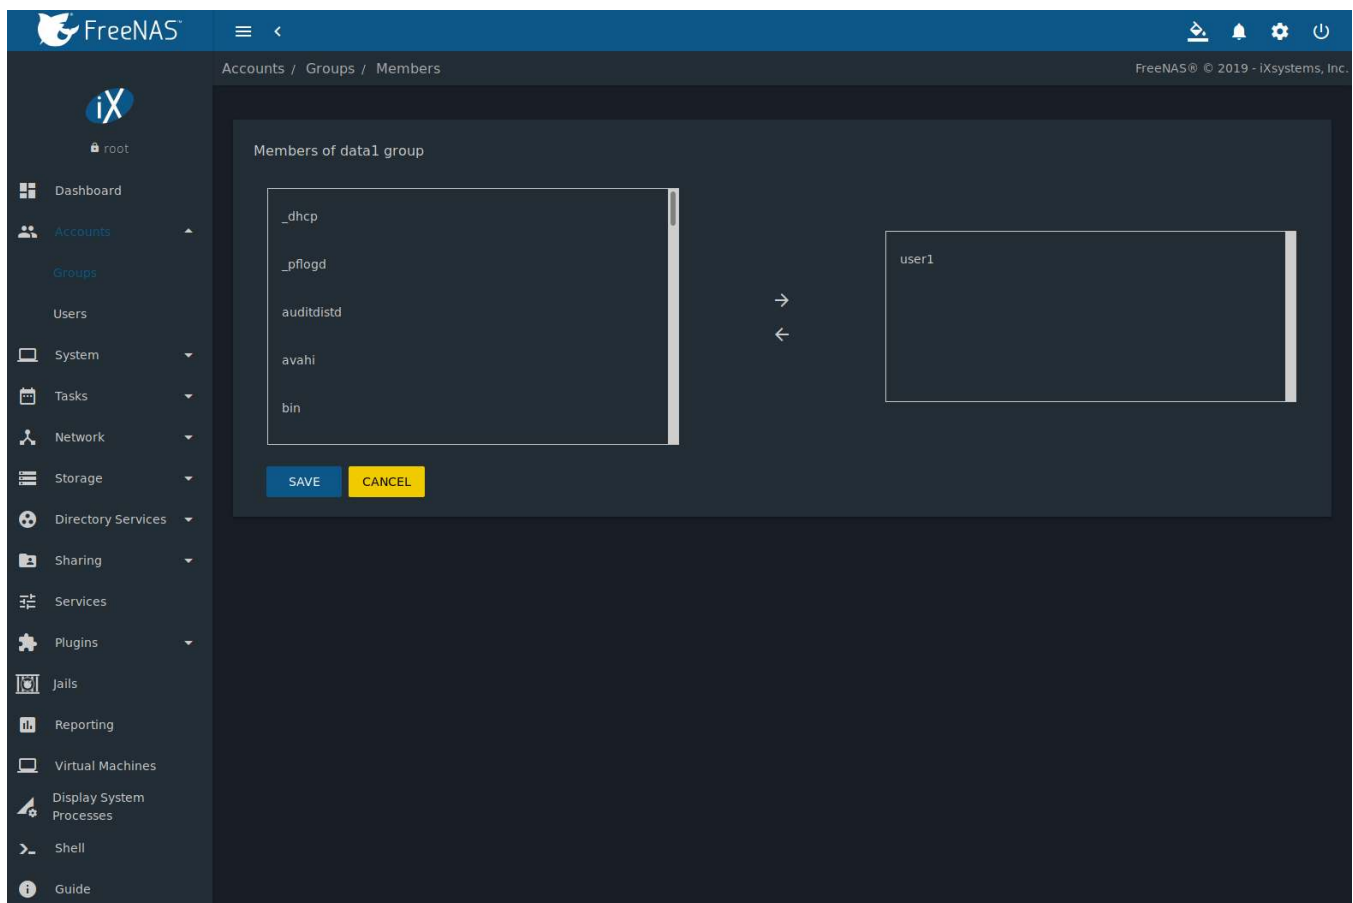 FreeNAS™
Accounts / Groups / Members
FreeNAS® © 2019 - iXsystems, Inc.
iX
root
Dashboard
Accounts
Groups
Users
System
Tasks
Network
Storage
Directory Services
Sharing
Services
Plugins
Jails
Reporting
Virtual Machines
Display System
Processes
Shell
Guide
Members of data1 group
_dhcp
_pflogd
auditdistd
avahi
bin
user1
SAVE
CANCEL